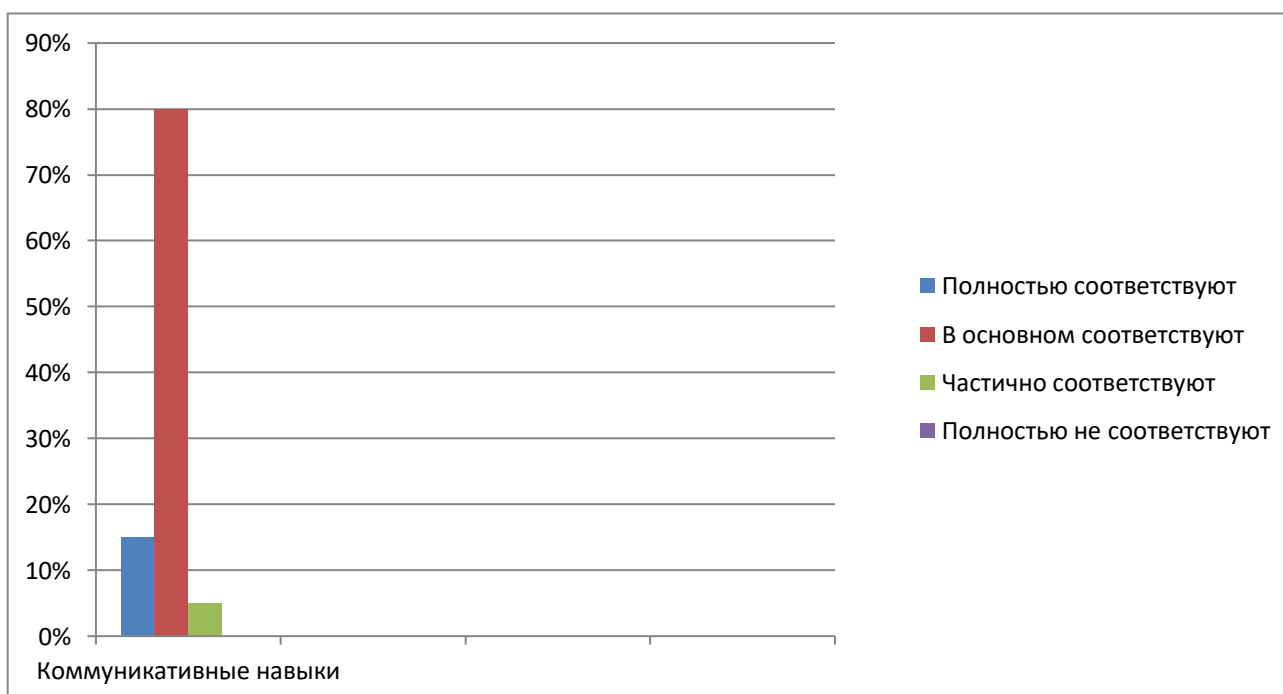 90%
80%
70%
60%
50%
40%
30%
20%
10%
0%
Коммуникативные навыки
Полностью соответствуют
В основном соответствуют
Частично соответствуют
Полностью не соответствуют